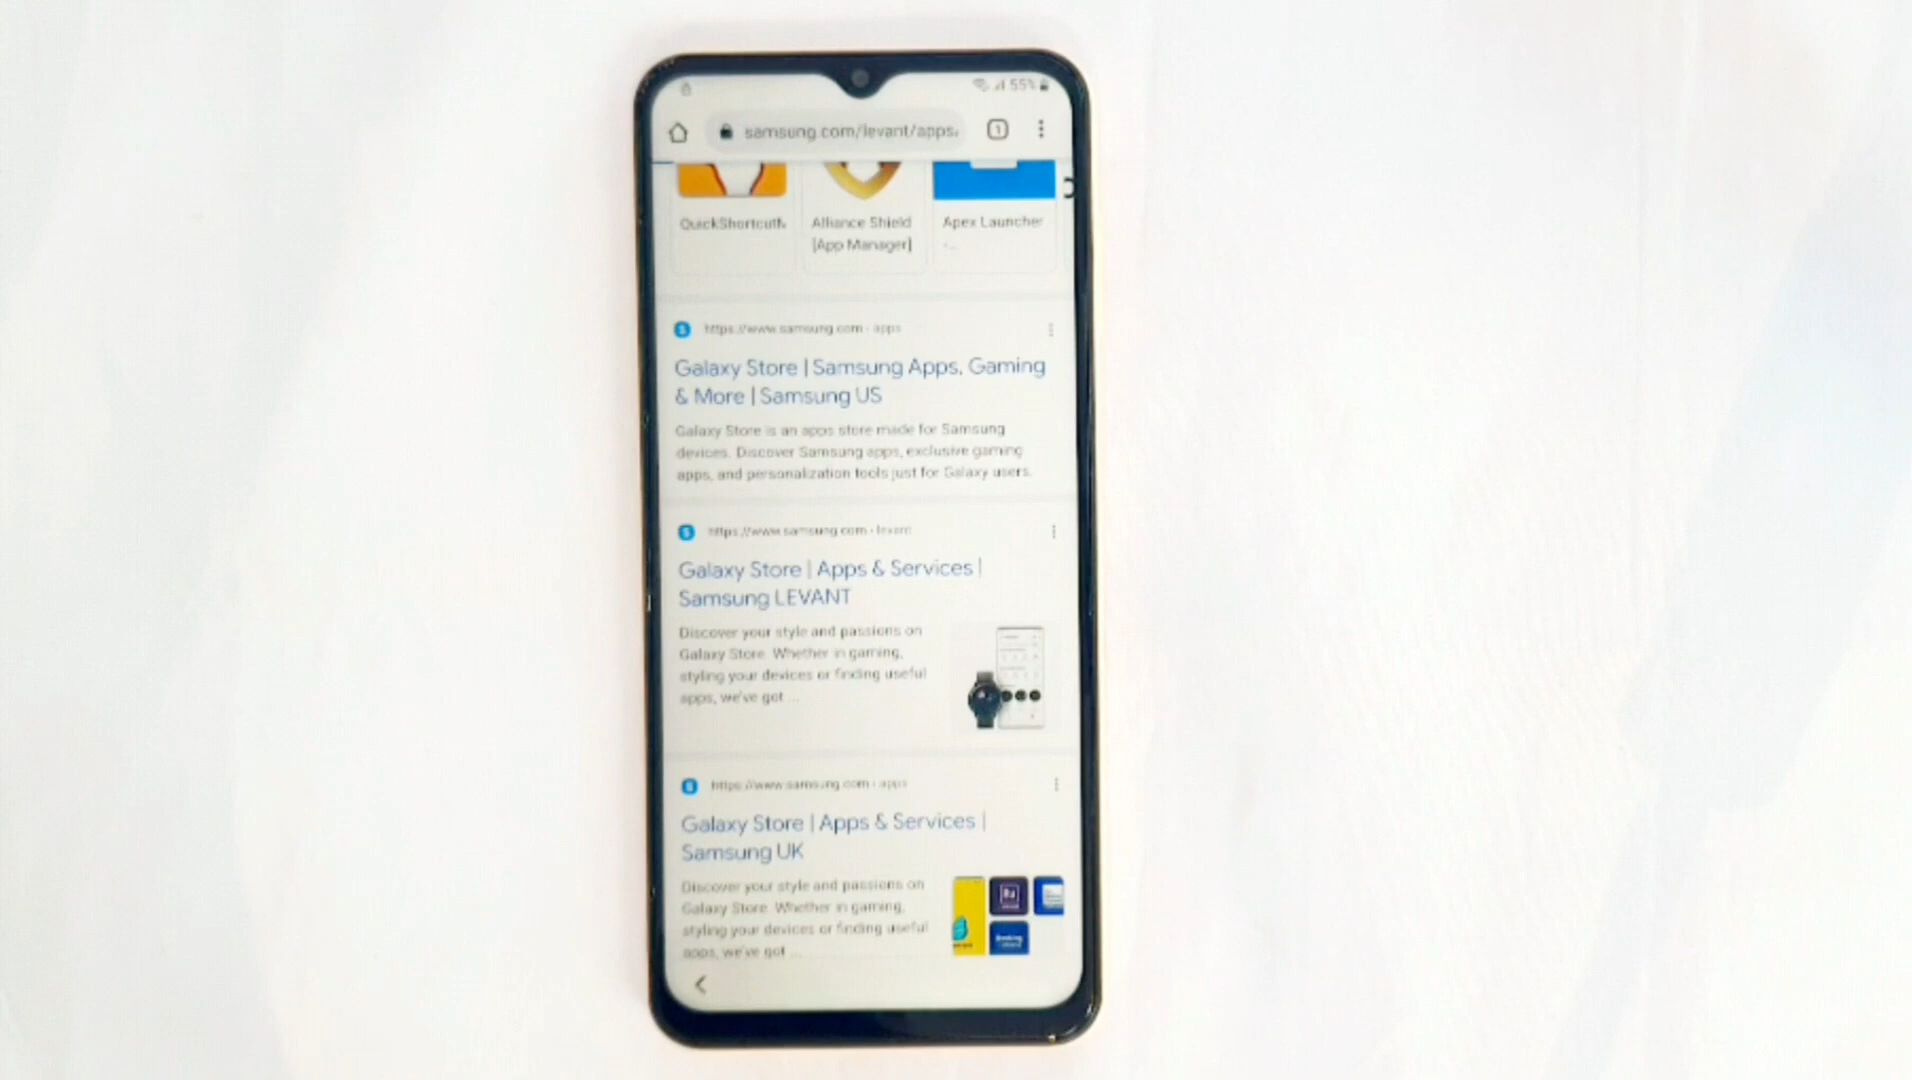 55%
samsung.com/levant/apps
1
QuickShortcutM
Alliance Shield
[App Manager]
Apex Launcher
-...
https://www.samsung.com › apps
Galaxy Store | Samsung Apps, Gaming
& More | Samsung US
Galaxy Store is an apps store made for Samsung
devices. Discover Samsung apps, exclusive gaming
apps, and personalization tools just for Galaxy users.
https://www.samsung.com › levant
Galaxy Store | Apps & Services |
Samsung LEVANT
Discover your style and passions on
Galaxy Store. Whether in gaming,
styling your devices or finding useful
apps, we've got ...
https://www.samsung.com › apps
Galaxy Store | Apps & Services |
Samsung UK
Discover your style and passions on
Galaxy Store. Whether in gaming,
styling your devices or finding useful
apps, we've got ...